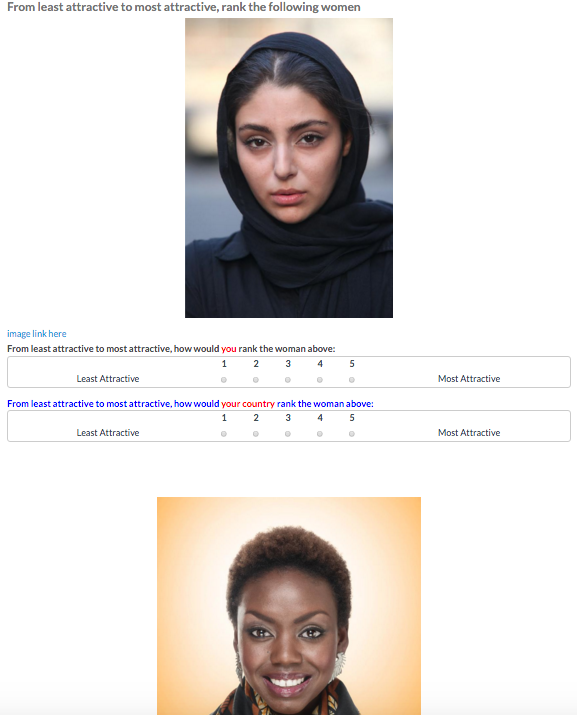 From least attractive to most attractive, rank the following women
image link here
From least attractive to most attractive, how would you rank the woman above:
1 2 3 4 5
Least Attractive Most Attractive
From least attractive to most attractive, how would your country rank the woman above:
1 2 3 4 5
Least Attractive Most Attractive